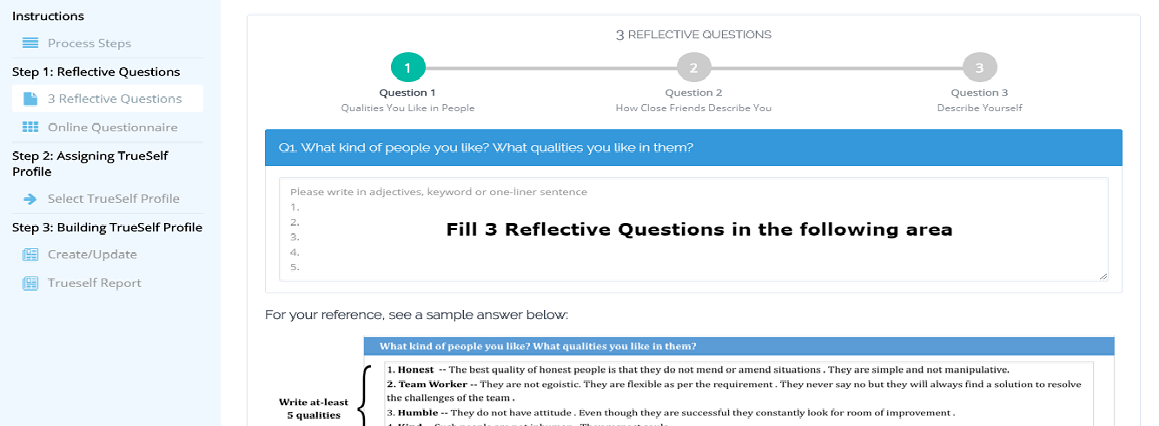 Instructions
Process Steps
Step 1: Reflective Questions
3 Reflective Questions
Online Questionnaire
Step 2: Assigning TrueSelf
Profile
Select TrueSelf Profile
Step 3: Building TrueSelf Profile
Create/Update
Trueself Report
3 REFLECTIVE QUESTIONS
1 2 3
Question 1 Question 2 Question 3
Qualities You Like in People How Close Friends Describe You Describe Yourself
Q1. What kind of people you like? What qualities you like in them?
Please write in adjectives, keyword or one-liner sentence
1.
2.
3.
4.
5.
Fill 3 Reflective Questions in the following area
For your reference, see a sample answer below:
What kind of people you like? What qualities you like in them?
Write at-least
5 qualities
1. Honest -- The best quality of honest people is that they do not mend or amend situations . They are simple and not manipulative.
2. Team Worker -- They are not egoistic. They are flexible as per the requirement . They never say no but they will always find a solution to resolve
the challenges of the team .
3. Humble -- They do not have attitude . Even though they are successful they constantly look for room of improvement .